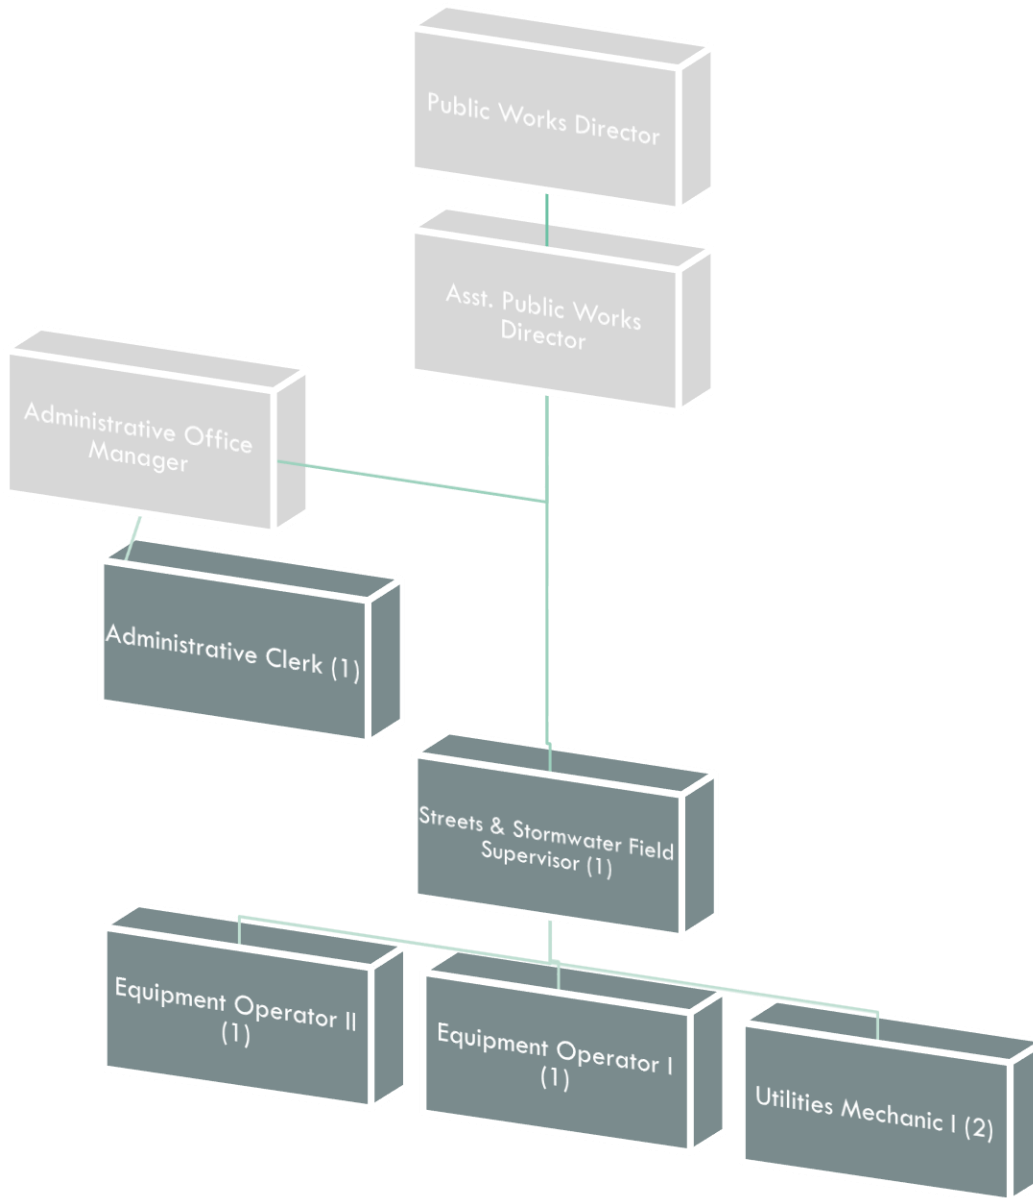 Public Works Director
Asst. Public Works
Director
Administrative Office
Manager
Administrative Clerk (1)
Streets & Stormwater Field
Supervisor (1)
Equipment Operator II
(1)
Equipment Operator I
(1)
Utilities Mechanic I (2)